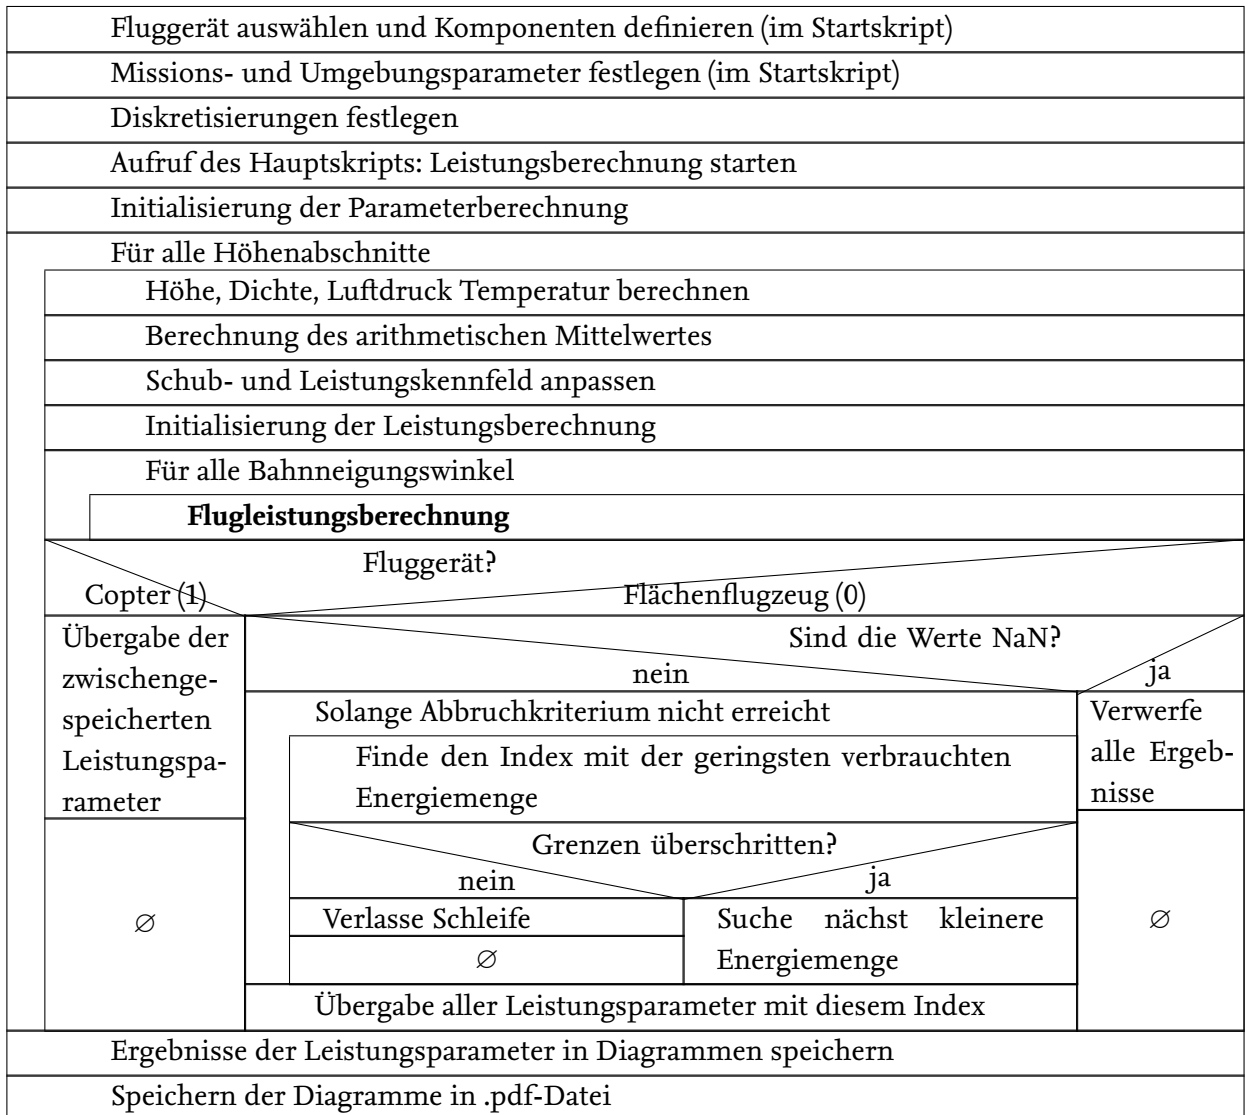 Fluggerät auswählen und Komponenten definieren (im Startskript)
Missions- und Umgebungsparameter festlegen (im Startskript)
Diskretisierungen festlegen
Aufruf des Hauptskripts: Leistungsberechnung starten
Initialisierung der Parameterberechnung
Für alle Höhenabschnitte
Höhe, Dichte, Luftdruck Temperatur berechnen
Berechnung des arithmetischen Mittelwertes
Schub- und Leistungskennfeld anpassen
Initialisierung der Leistungsberechnung
Für alle Bahnneigungswinkel
Flugleistungsberechnung
Fluggerät?
Copter (1)
Flächenflugzeug (0)
Übergabe der
zwischenge-
speicherten
Leistungspa-
rameter
∅
Sind die Werte NaN?
nein
ja
Solange Abbruchkriterium nicht erreicht
Finde den Index mit der geringsten verbrauchten
Energiemenge
Grenzen überschritten?
nein
ja
Verlasse Schleife
∅
Suche nächst kleinere
Energiemenge
Übergabe aller Leistungsparameter mit diesem Index
Verwerfe
alle Ergeb-
nisse
∅
Ergebnisse der Leistungsparameter in Diagrammen speichern
Speichern der Diagramme in .pdf-Datei